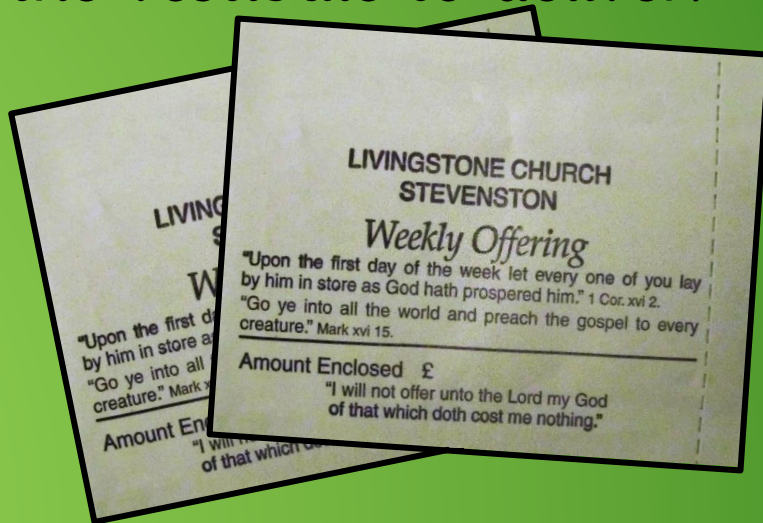 LIVINGSTONE CHURCH
STEVENSTON
Weekly Offering
"Upon the first day of the week let every one of you lay
by him in store as God hath prospered him." 1 Cor. xvi 2.
"Go ye into all the world and preach the gospel to every
creature." Mark xvi 15.
Amount Enclosed £
"I will not offer unto the Lord my God
of that which doth cost me nothing."
LIVING
S
W
"Upon the first d
by him in store a
"Go ye into all
creature." Mark x
Amount En
"I will
of that which